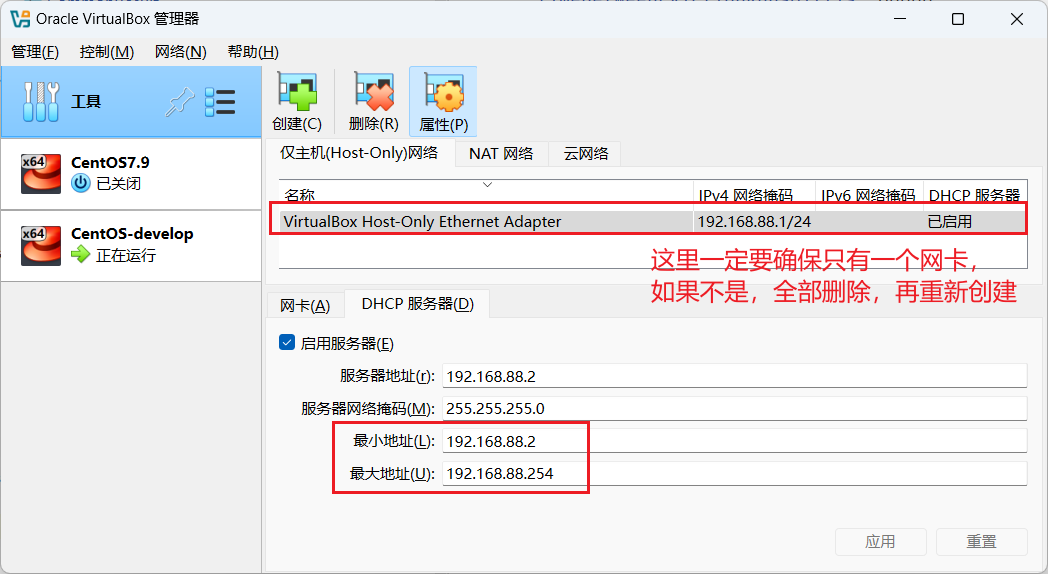 Oracle VirtualBox 管理器
管理(F) 控制(M) 网络(N) 帮助(H)
工具
创建(C) 删除(R) 属性(P)
仅主机(Host-Only)网络 NAT 网络 云网络
x64 CentOS7.9
已关闭
x64 CentOS-develop
正在运行
名称 IPv4 网络掩码 IPv6 网络掩码 DHCP 服务器
VirtualBox Host-Only Ethernet Adapter 192.168.88.1/24 已启用
这里一定要确保只有一个网卡，
如果不是，全部删除，再重新创建
网卡(A) DHCP 服务器(D)
启用服务器(E)
服务器地址(r): 192.168.88.2
服务器网络掩码(M): 255.255.255.0
最小地址(L): 192.168.88.2
最大地址(U): 192.168.88.254
应用 重置